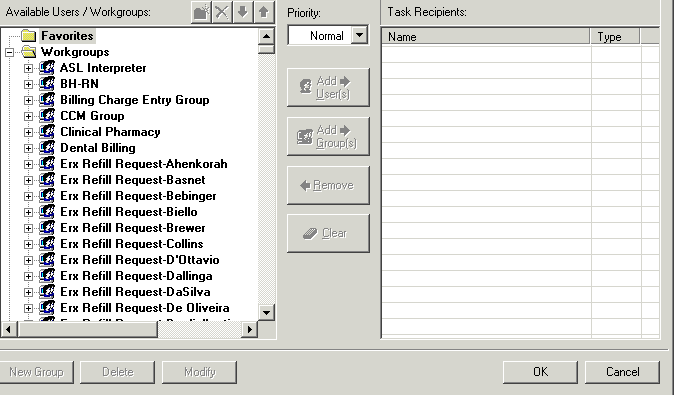 Available Users / Workgroups:
Priority:
Task Recipients:
Favorites
Workgroups
ASL Interpreter
BH-RN
Billing Charge Entry Group
CCM Group
Clinical Pharmacy
Dental Billing
Erx Refill Request-Ahenkorah
Erx Refill Request-Basnet
Erx Refill Request-Bebinger
Erx Refill Request-Biello
Erx Refill Request-Brewer
Erx Refill Request-Collins
Erx Refill Request-D'Ottavio
Erx Refill Request-Dallinga
Erx Refill Request-DaSilva
Erx Refill Request-De Oliveira
Erx Refill Request-
Normal
Add
User(s)
Add
Group(s)
Remove
Clear
Name Type
New Group Delete Modify OK Cancel